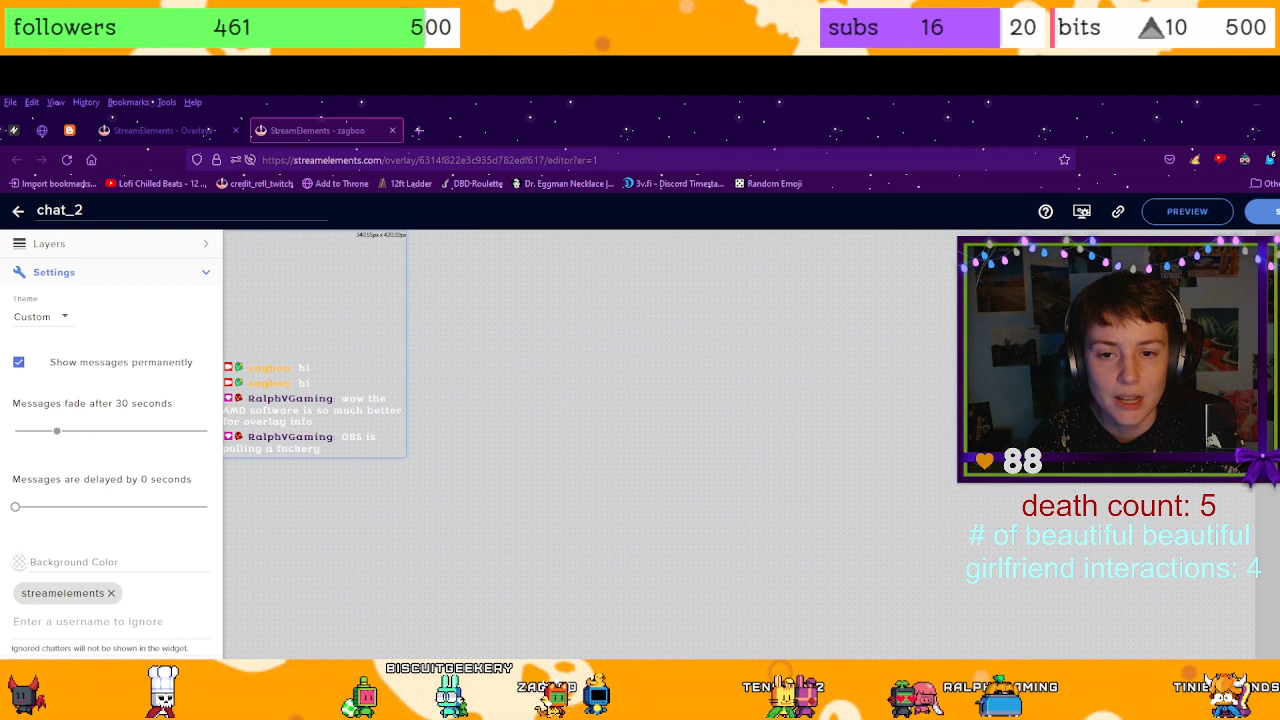 followers 461 500
subs 16 20
bits 10 500
File Edit View History Bookmarks Tools Help
StreamElements - Overlays
StreamElements - zagboo
https://streamelements.com/overlay/6314f822e3c935d782edf617/editor?er=1
Import bookmarks... Lofi Chilled Beats - 12 ... credit_roll_twitch Add to Throne 12ft Ladder DBD Roulette Dr. Eggman Necklace |... 3v.fi - Discord Timesta... Random Emoji
chat_2
PREVIEW
Layers
Settings
Theme
Custom
Show messages permanently
Messages fade after 30 seconds
Messages are delayed by 0 seconds
Background Color
streamelements
Enter a username to ignore
Ignored chatters will not be shown in the widget.
zagboo: hi
zagboo: hi
RalphVGaming: wow the
AMD software is so much better
for overlag info
RalphVGaming: OBS is
pulling a fuckery
88
death count: 5
# of beautiful beautiful
girlfriend interactions: 4
BISCUITGEEKERY